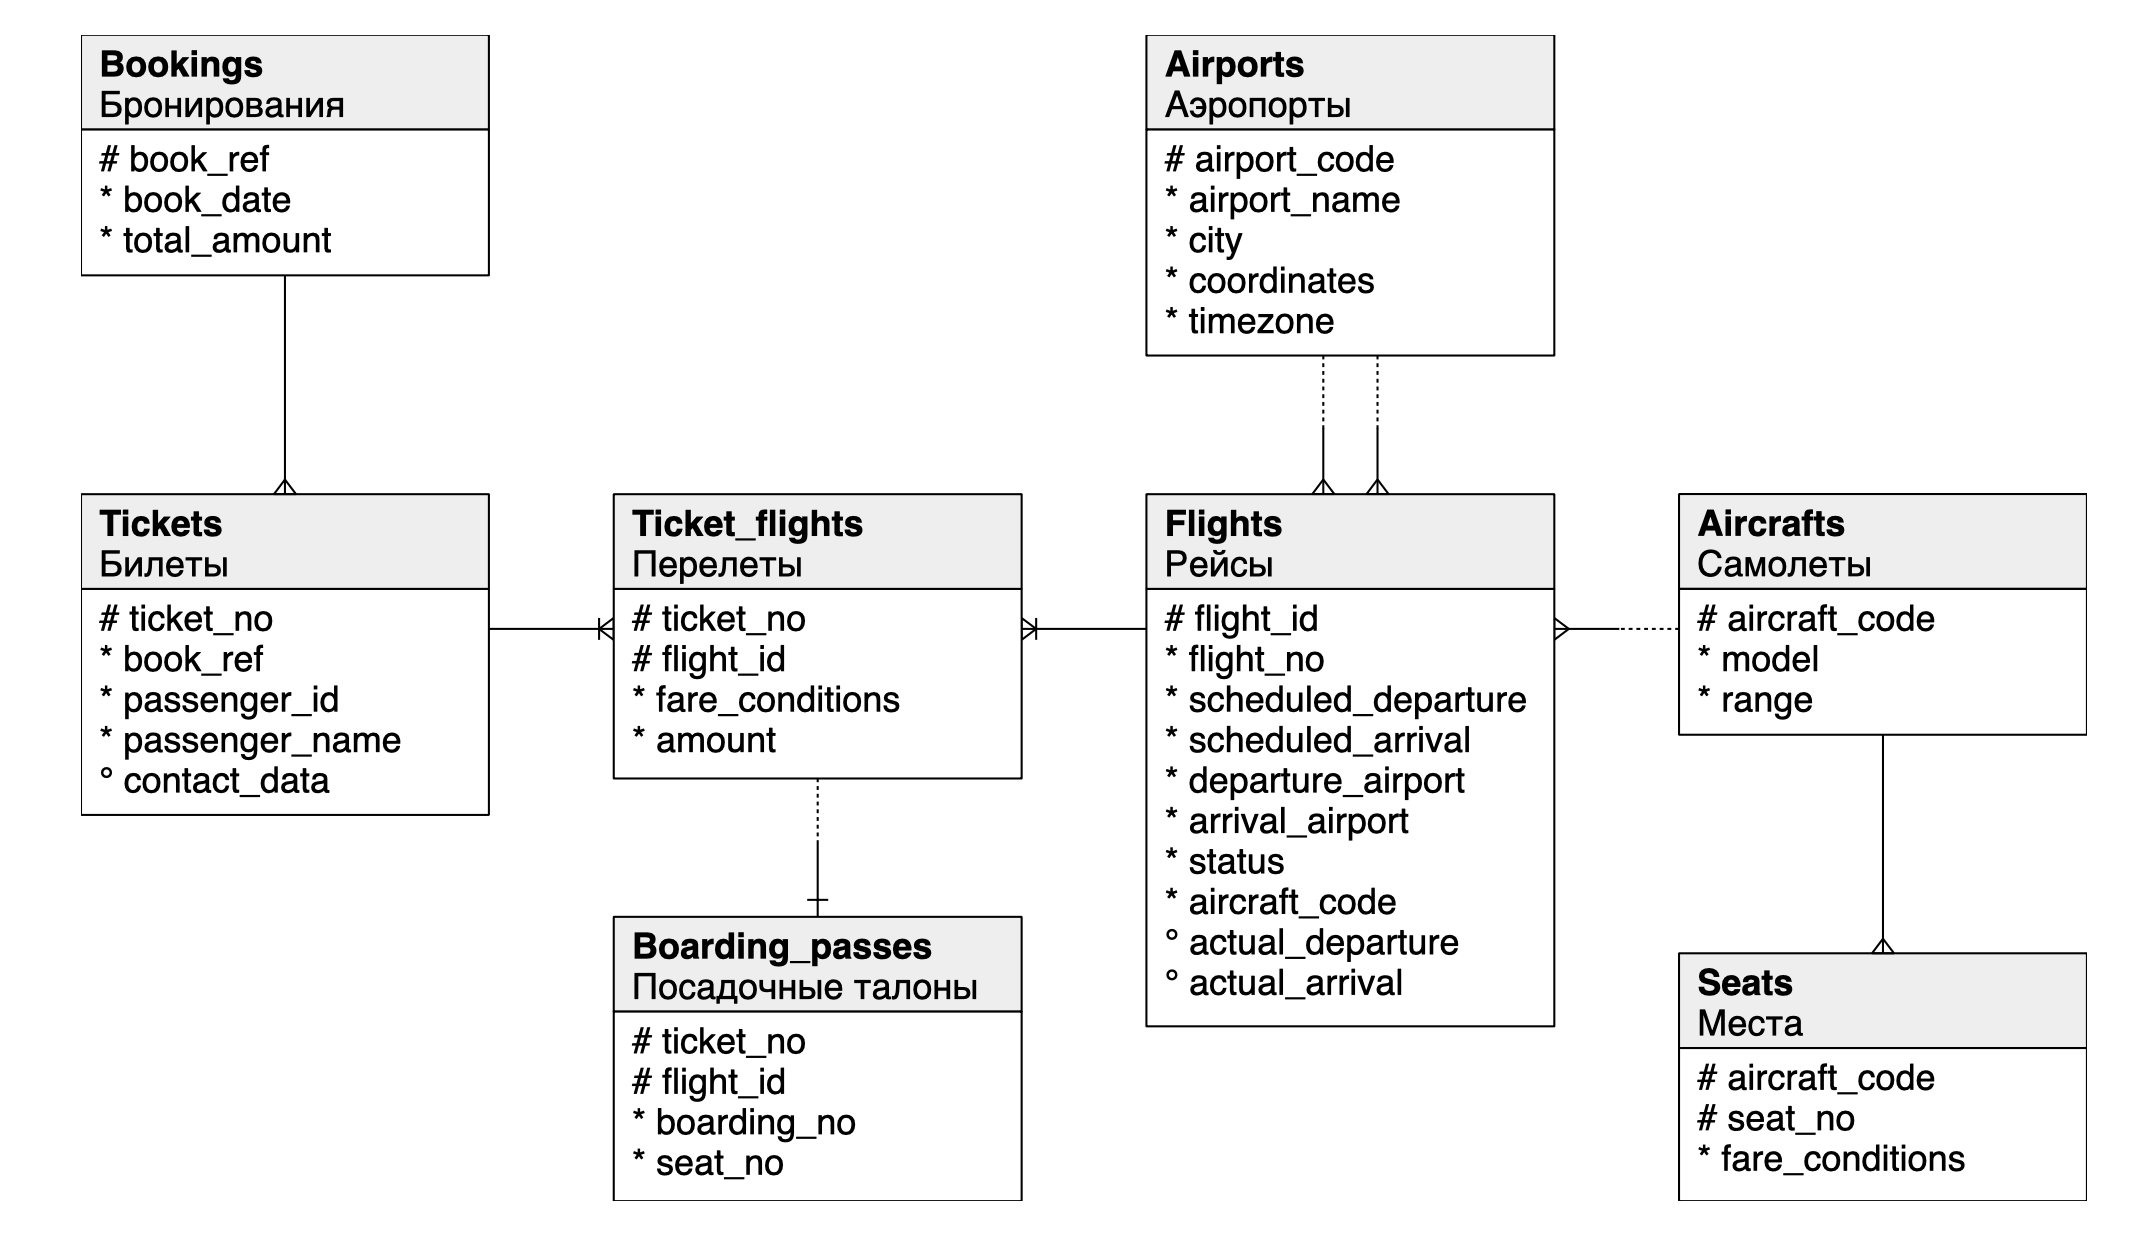 Bookings
Бронирования
# book_ref
* book_date
* total_amount
Airports
Аэропорты
# airport_code
* airport_name
* city
* coordinates
* timezone
Tickets
Билеты
# ticket_no
* book_ref
* passenger_id
* passenger_name
° contact_data
Ticket_flights
Перелеты
# ticket_no
# flight_id
* fare_conditions
* amount
Flights
Рейсы
# flight_id
* flight_no
* scheduled_departure
* scheduled_arrival
* departure_airport
* arrival_airport
* status
* aircraft_code
° actual_departure
° actual_arrival
Aircrafts
Самолеты
# aircraft_code
* model
* range
Boarding_passes
Посадочные талоны
# ticket_no
# flight_id
* boarding_no
* seat_no
Seats
Места
# aircraft_code
# seat_no
* fare_conditions